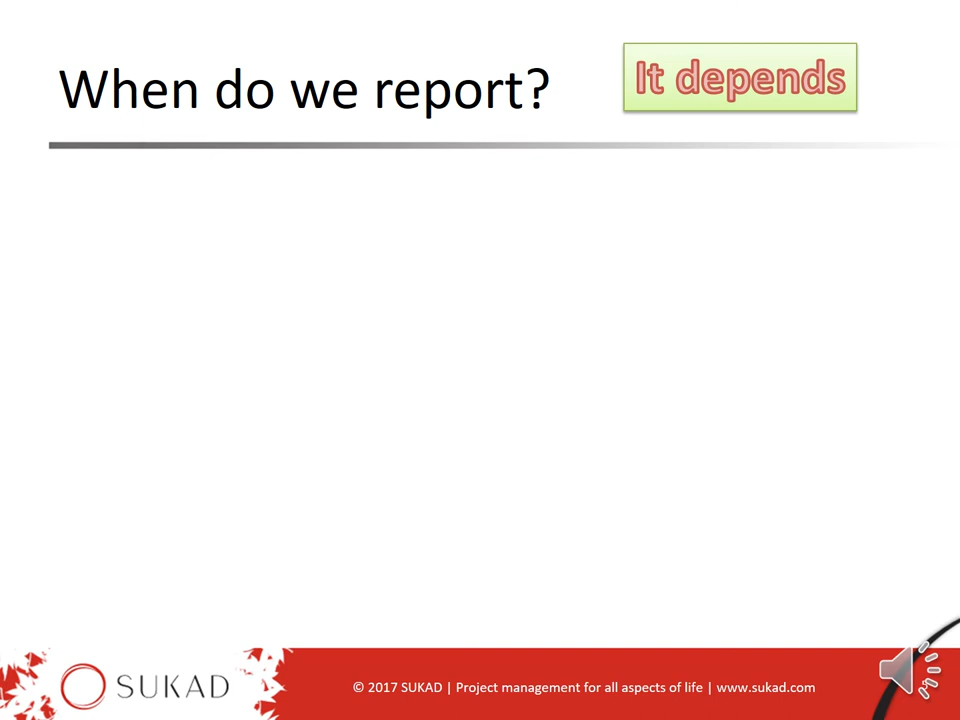 When do we report?
It depends
SUKAD
© 2017 SUKAD | Project management for all aspects of life | www.sukad.com